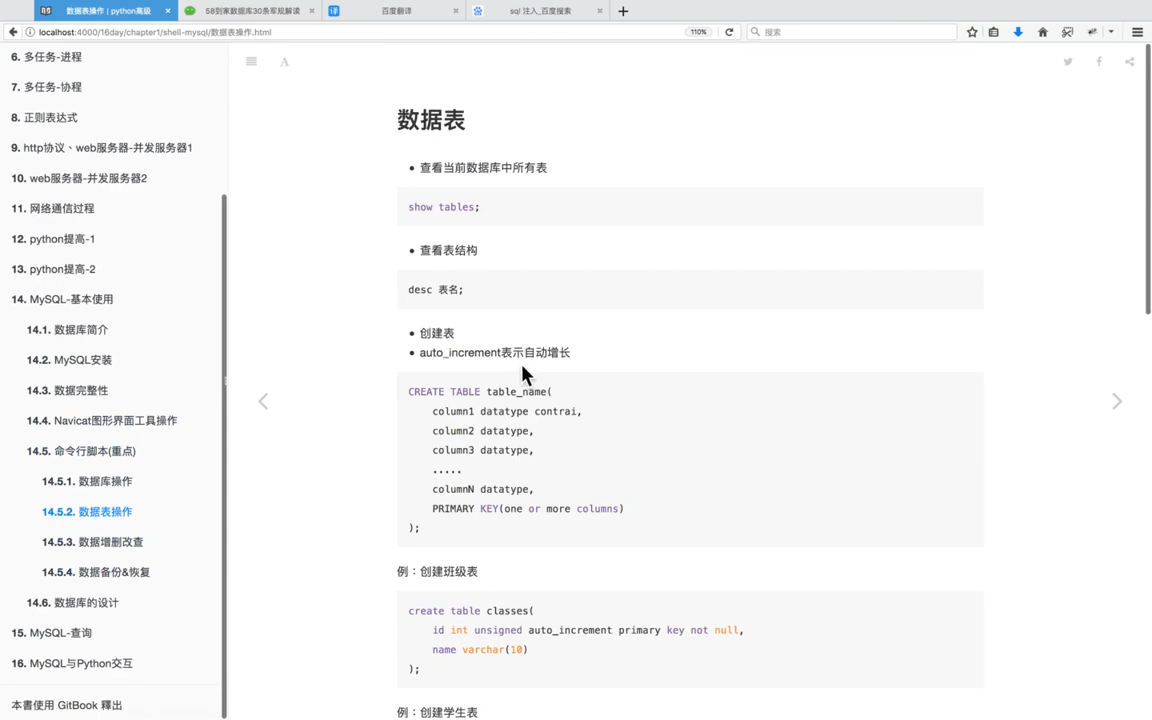 数据表操作 | python高级
58到家数据库30条军规解读
百度翻译
sql 注入_百度搜索
localhost:4000/16day/chapter1/shell-mysql/数据表操作.html
110%
搜索
6. 多任务-进程
7. 多任务-协程
8. 正则表达式
9. http协议、web服务器-并发服务器1
10. web服务器-并发服务器2
11. 网络通信过程
12. python提高-1
13. python提高-2
14. MySQL-基本使用
14.1. 数据库简介
14.2. MySQL安装
14.3. 数据完整性
14.4. Navicat图形界面工具操作
14.5. 命令行脚本(重点)
14.5.1. 数据库操作
14.5.2. 数据表操作
14.5.3. 数据增删改查
14.5.4. 数据备份&恢复
14.6. 数据库的设计
15. MySQL-查询
16. MySQL与Python交互
本書使用 GitBook 釋出
A
数据表
• 查看当前数据库中所有表
show tables;
• 查看表结构
desc 表名;
• 创建表
• auto_increment表示自动增长
CREATE TABLE table_name(
column1 datatype contrai,
column2 datatype,
column3 datatype,
.....
columnN datatype,
PRIMARY KEY(one or more columns)
);
例：创建班级表
create table classes(
id int unsigned auto_increment primary key not null,
name varchar(10)
);
例：创建学生表